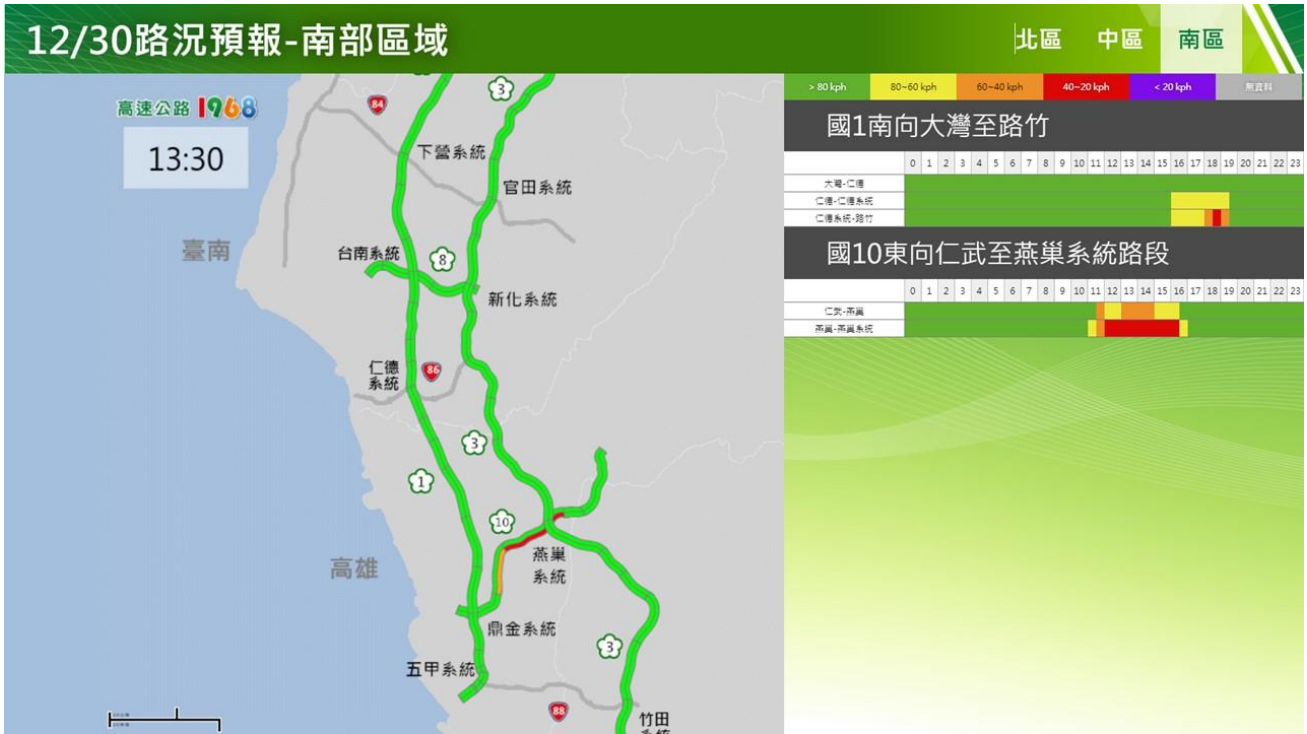 12/30路況預報-南部區域
北區 中區 南區
高速公路 1968
13:30
84
3
下營系統
官田系統
臺南
台南系統
8
新化系統
仁德
系統
86
3
1
10
燕巢
系統
高雄
鼎金系統
3
五甲系統
88
竹田
系統
> 80 kph 80~60 kph 60~40 kph 40~20 kph < 20 kph 無資料
國1南向大灣至路竹
0 1 2 3 4 5 6 7 8 9 10 11 12 13 14 15 16 17 18 19 20 21 22 23
大灣-仁德
仁德-仁德系統
仁德系統-路竹
國10東向仁武至燕巢系統路段
0 1 2 3 4 5 6 7 8 9 10 11 12 13 14 15 16 17 18 19 20 21 22 23
仁武-燕巢
燕巢-燕巢系統